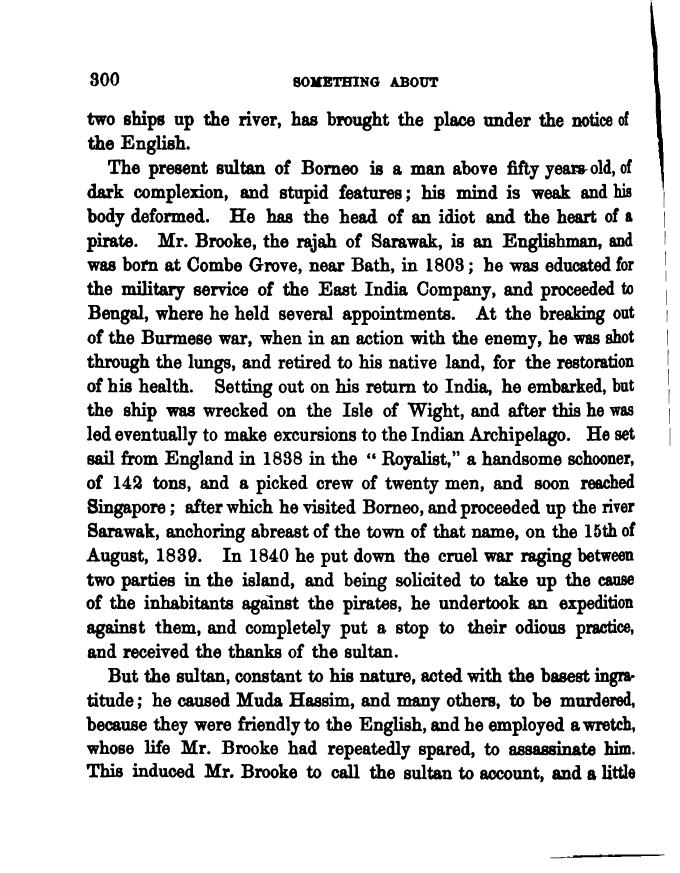 300 SOMETHING ABOUT
two ships up the river, has brought the place under the notice of
the English.
The present sultan of Borneo is a man above fifty years old, of
dark complexion, and stupid features; his mind is weak and his
body deformed. He has the head of an idiot and the heart of a
pirate. Mr. Brooke, the rajah of Sarawak, is an Englishman, and
was born at Combe Grove, near Bath, in 1803; he was educated for
the military service of the East India Company, and proceeded to
Bengal, where he held several appointments. At the breaking out
of the Burmese war, when in an action with the enemy, he was shot
through the lungs, and retired to his native land, for the restoration
of his health. Setting out on his return to India, he embarked, but
the ship was wrecked on the Isle of Wight, and after this he was
led eventually to make excursions to the Indian Archipelago. He set
sail from England in 1838 in the " Royalist," a handsome schooner,
of 142 tons, and a picked crew of twenty men, and soon reached
Singapore; after which he visited Borneo, and proceeded up the river
Sarawak, anchoring abreast of the town of that name, on the 15th of
August, 1839. In 1840 he put down the cruel war raging between
two parties in the island, and being solicited to take up the cause
of the inhabitants against the pirates, he undertook an expedition
against them, and completely put a stop to their odious practice,
and received the thanks of the sultan.
But the sultan, constant to his nature, acted with the basest ingra-
titude; he caused Muda Hassim, and many others, to be murdered,
because they were friendly to the English, and he employed a wretch,
whose life Mr. Brooke had repeatedly spared, to assassinate him.
This induced Mr. Brooke to call the sultan to account, and a little